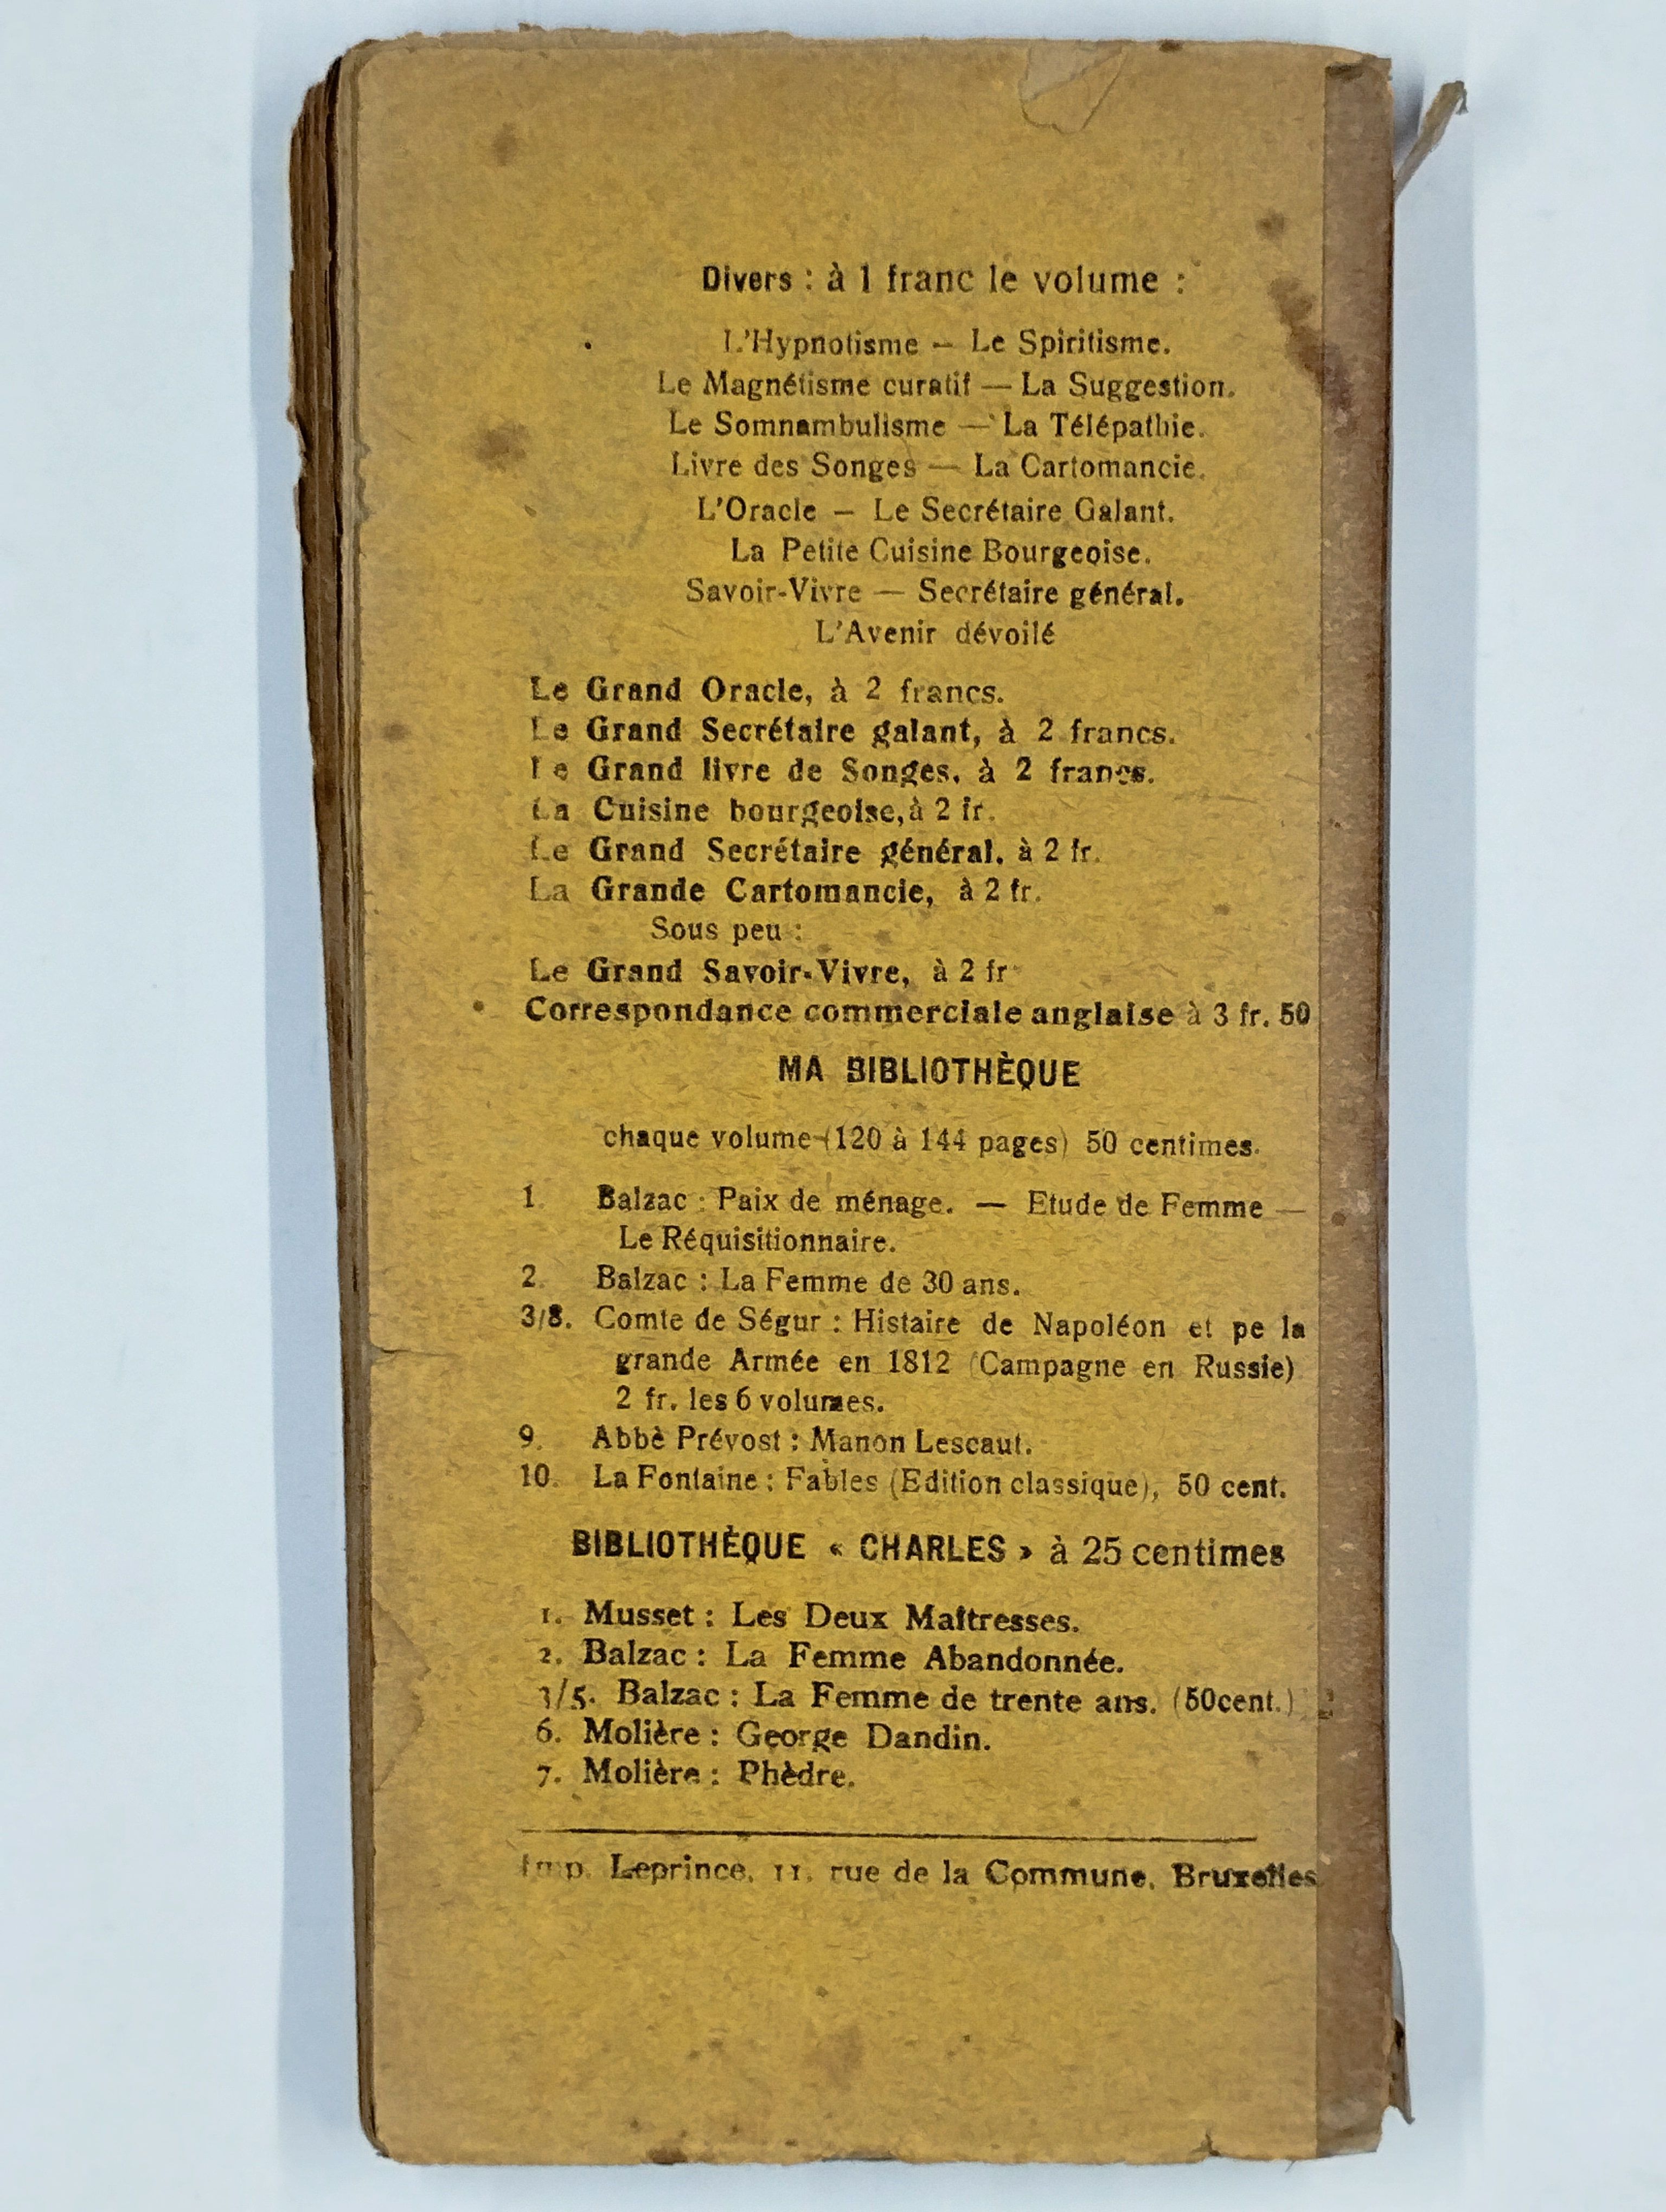 Divers : à 1 franc le volume :
L'Hypnotisme — Le Spiritisme.
Le Magnétisme curatif — La Suggestion.
Le Somnambulisme — La Télépathie.
Livre des Songes — La Cartomancie.
L'Oracle — Le Secrétaire Galant.
La Petite Cuisine Bourgeoise.
Savoir-Vivre — Secrétaire général.
L'Avenir dévoilé
Le Grand Oracle, à 2 francs.
Le Grand Secrétaire galant, à 2 francs.
Le Grand livre de Songes, à 2 francs.
La Cuisine bourgeoise, à 2 fr.
Le Grand Secrétaire général, à 2 fr.
La Grande Cartomancie, à 2 fr.
Sous peu :
Le Grand Savoir-Vivre, à 2 fr
Correspondance commerciale anglaise à 3 fr. 50
MA BIBLIOTHÈQUE
chaque volume (120 à 144 pages) 50 centimes.
1. Balzac : Paix de ménage. — Etude de Femme —
Le Réquisitionnaire.
2. Balzac : La Femme de 30 ans.
3/8. Comte de Ségur : Histaire de Napoléon et pe la
grande Armée en 1812 (Campagne en Russie)
2 fr. les 6 volumes.
9. Abbè Prévost : Manon Lescaut.
10. La Fontaine : Fables (Edition classique), 50 cent.
BIBLIOTHÈQUE « CHARLES » à 25 centimes
1. Musset : Les Deux Maîtresses.
2. Balzac : La Femme Abandonnée.
3/5. Balzac : La Femme de trente ans. (50cent.)
6. Molière : George Dandin.
7. Molière : Phèdre.
Imp. Leprince, 11, rue de la Commune, Bruxelles